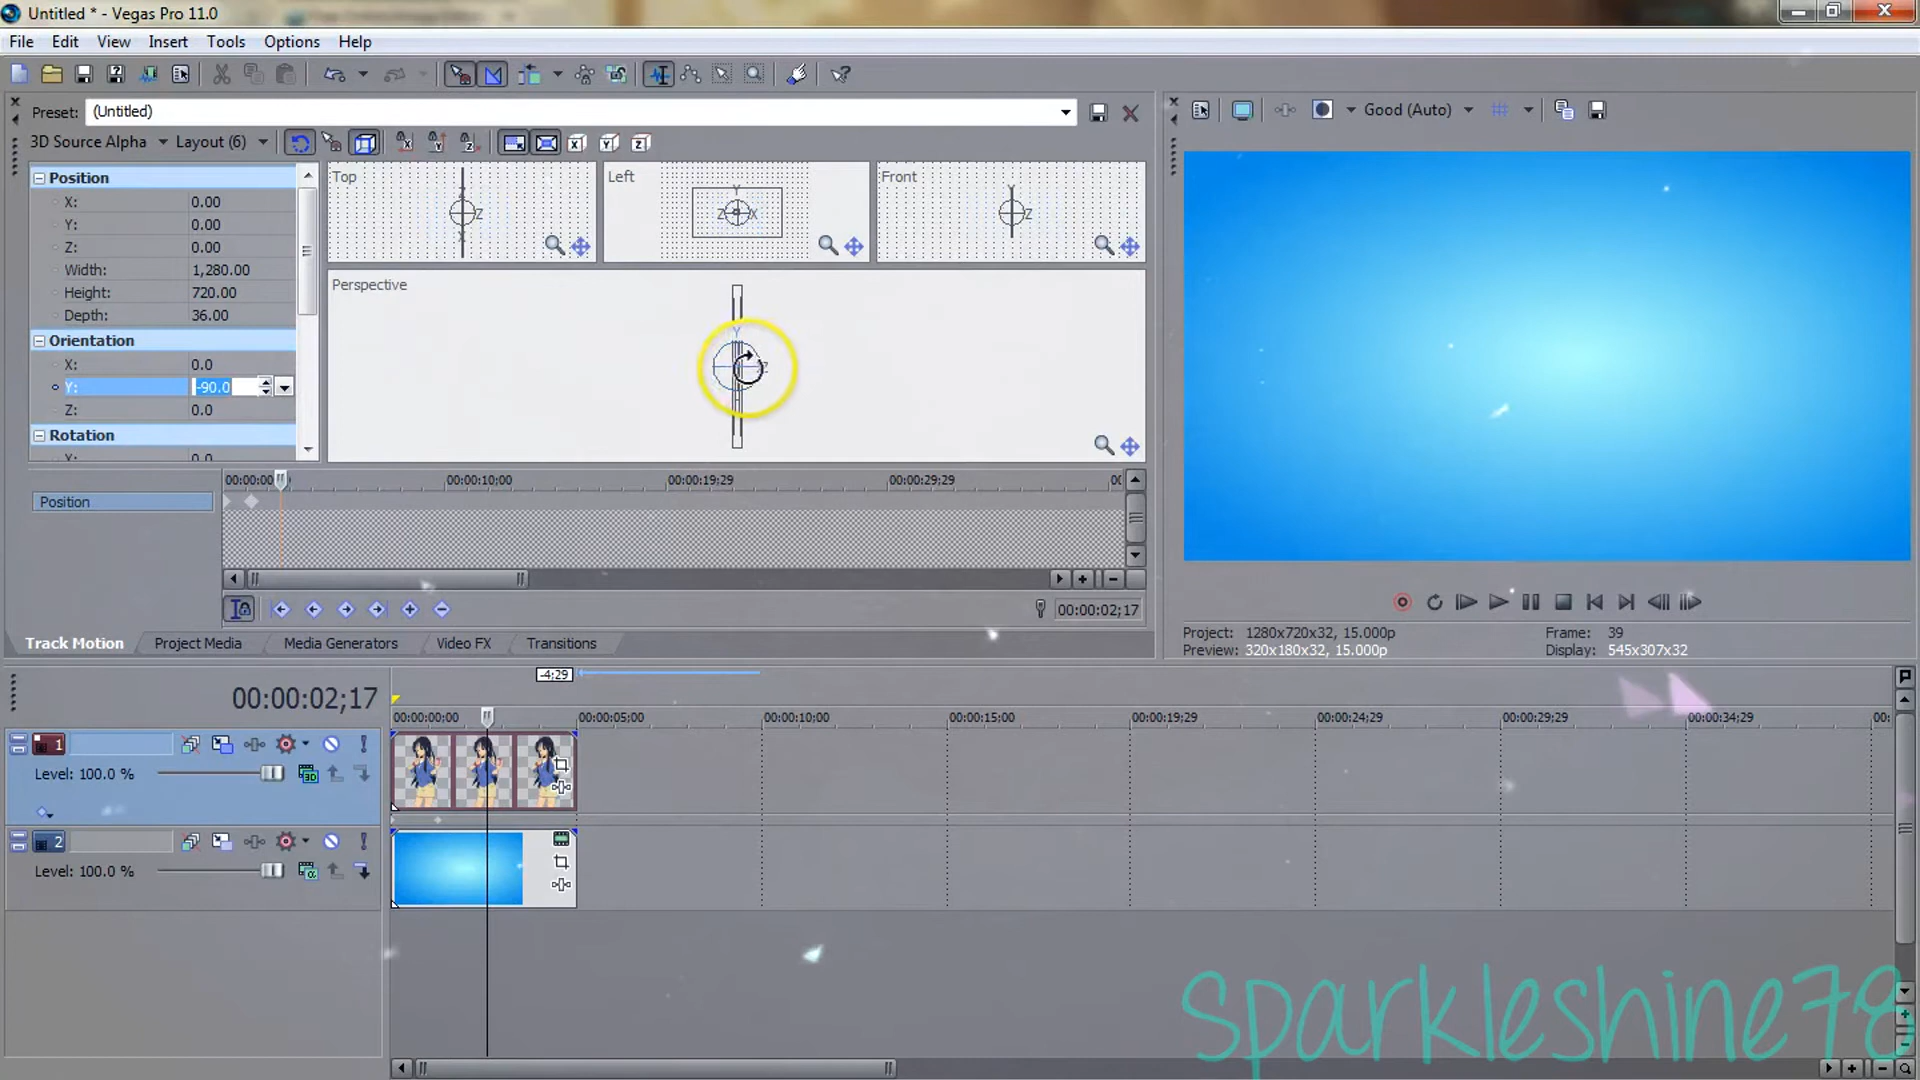 Untitled * - Vegas Pro 11.0
File Edit View Insert Tools Options Help
Preset: (Untitled)
3D Source Alpha Layout (6)
Position
X: 0.00
Y: 0.00
Z: 0.00
Width: 1,280.00
Height: 720.00
Depth: 36.00
Orientation
X: 0.0
Y: -90.0
Z: 0.0
Rotation
X: 0.0
Top
Z
X
Left
Y
Z X
Front
Y
Z
Perspective
Y
Z
Good (Auto)
00:00:00 00:00:10;00 00:00:19;29 00:00:29;29 00
Position
00:00:02;17
Track Motion Project Media Media Generators Video FX Transitions
Project: 1280x720x32, 15.000p Frame: 39
Preview: 320x180x32, 15.000p Display: 545x307x32
-4:29
00:00:02;17
00:00:00;00 00:00:05;00 00:00:10;00 00:00:15;00 00:00:19;29 00:00:24;29 00:00:29;29 00:00:34;29 00:
1
Level: 100.0 %
3D
2
Level: 100.0 %
sparkleshine78